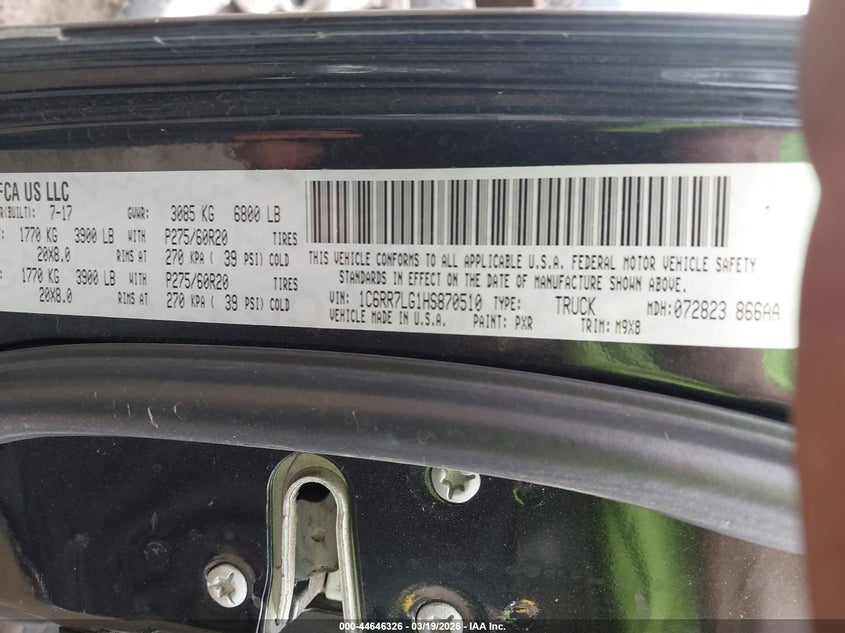 FCA US LLC
(BUILT): 7-17 GVWR: 3085 KG 6800 LB
1770 KG 3900 LB WITH P275/60R20 TIRES
20X8.0 RIMS AT 270 KPA ( 39 PSI) COLD
1770 KG 3900 LB WITH P275/60R20 TIRES
20X8.0 RIMS AT 270 KPA ( 39 PSI) COLD
THIS VEHICLE CONFORMS TO ALL APPLICABLE U.S.A. FEDERAL MOTOR VEHICLE SAFETY
STANDARDS IN EFFECT ON THE DATE OF MANUFACTURE SHOWN ABOVE.
VIN: 1C6RR7LG1HS870510 TYPE: TRUCK MDH: 072823 866AA
VEHICLE MADE IN U.S.A. PAINT: PXR TRIM: M9X8
000-44646326 - 03/19/2026 - IAA Inc.